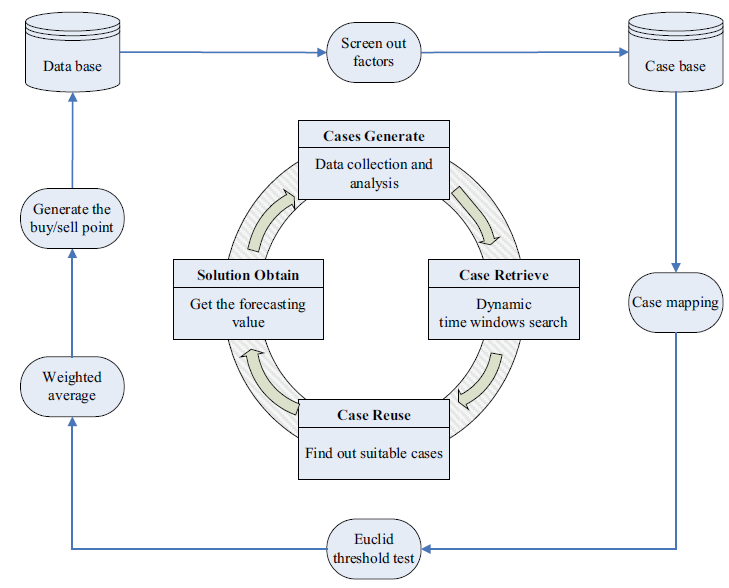 Data base
Screen out
factors
Case base
Cases Generate
Data collection and
analysis
Generate the
buy/sell point
Solution Obtain
Get the forecasting
value
Case Retrieve
Dynamic
time windows search
Case mapping
Weighted
average
Case Reuse
Find out suitable cases
Euclid
threshold test